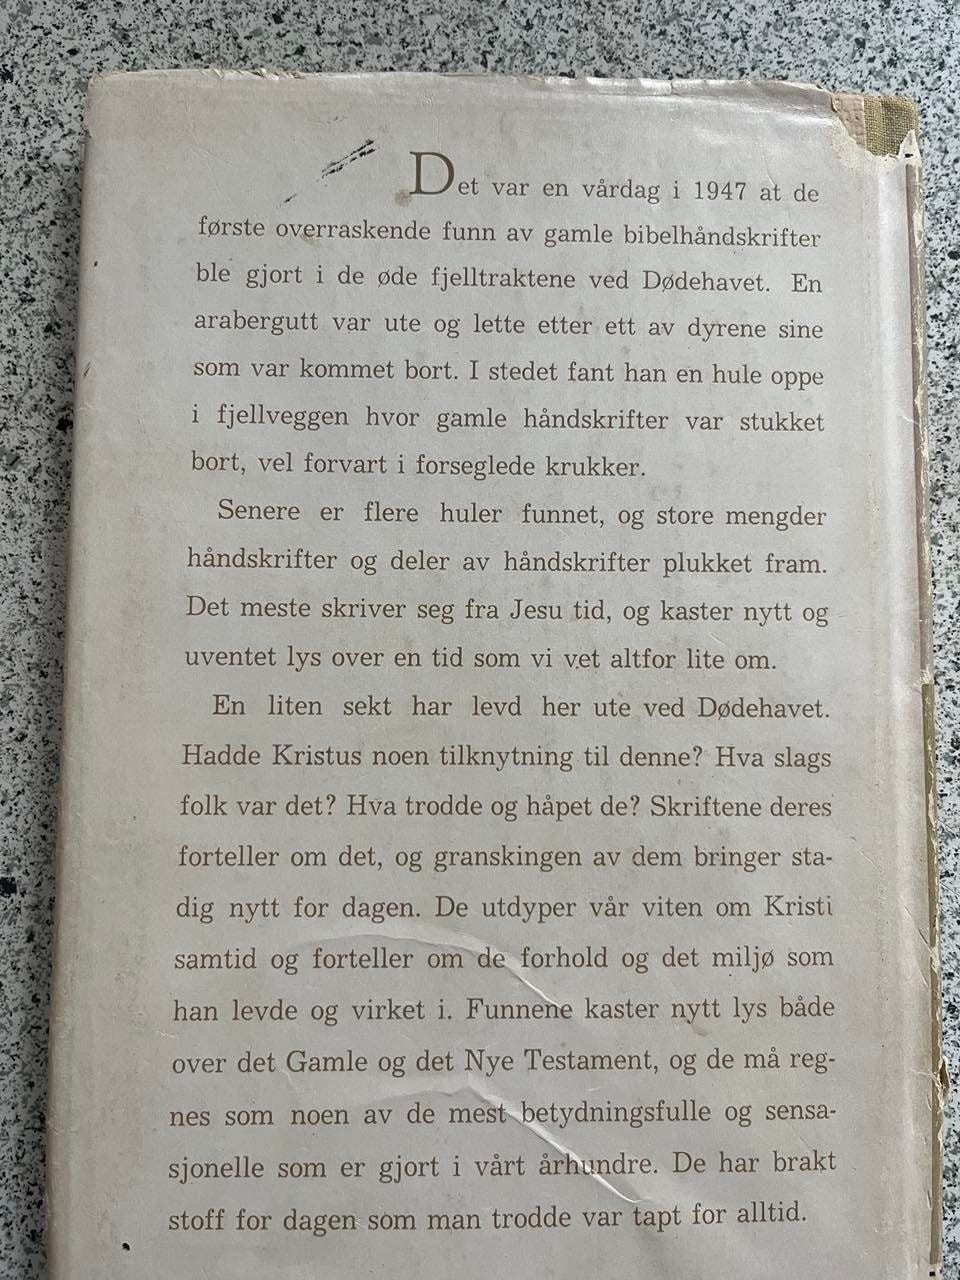 Det var en vårdag i 1947 at de
første overraskende funn av gamle bibelhåndskrifter
ble gjort i de øde fjelltraktene ved Dødehavet. En
arabergutt var ute og lette etter ett av dyrene sine
som var kommet bort. I stedet fant han en hule oppe
i fjellveggen hvor gamle håndskrifter var stukket
bort, vel forvart i forseglede krukker.
Senere er flere huler funnet, og store mengder
håndskrifter og deler av håndskrifter plukket fram.
Det meste skriver seg fra Jesu tid, og kaster nytt og
uventet lys over en tid som vi vet altfor lite om.
En liten sekt har levd her ute ved Dødehavet.
Hadde Kristus noen tilknytning til denne? Hva slags
folk var det? Hva trodde og håpet de? Skriftene deres
forteller om det, og granskingen av dem bringer sta-
dig nytt for dagen. De utdyper vår viten om Kristi
samtid og forteller om de forhold og det miljø som
han levde og virket i. Funnene kaster nytt lys både
over det Gamle og det Nye Testament, og de må reg-
nes som noen av de mest betydningsfulle og sensa-
sjonelle som er gjort i vårt århundre. De har brakt
stoff for dagen som man trodde var tapt for alltid.